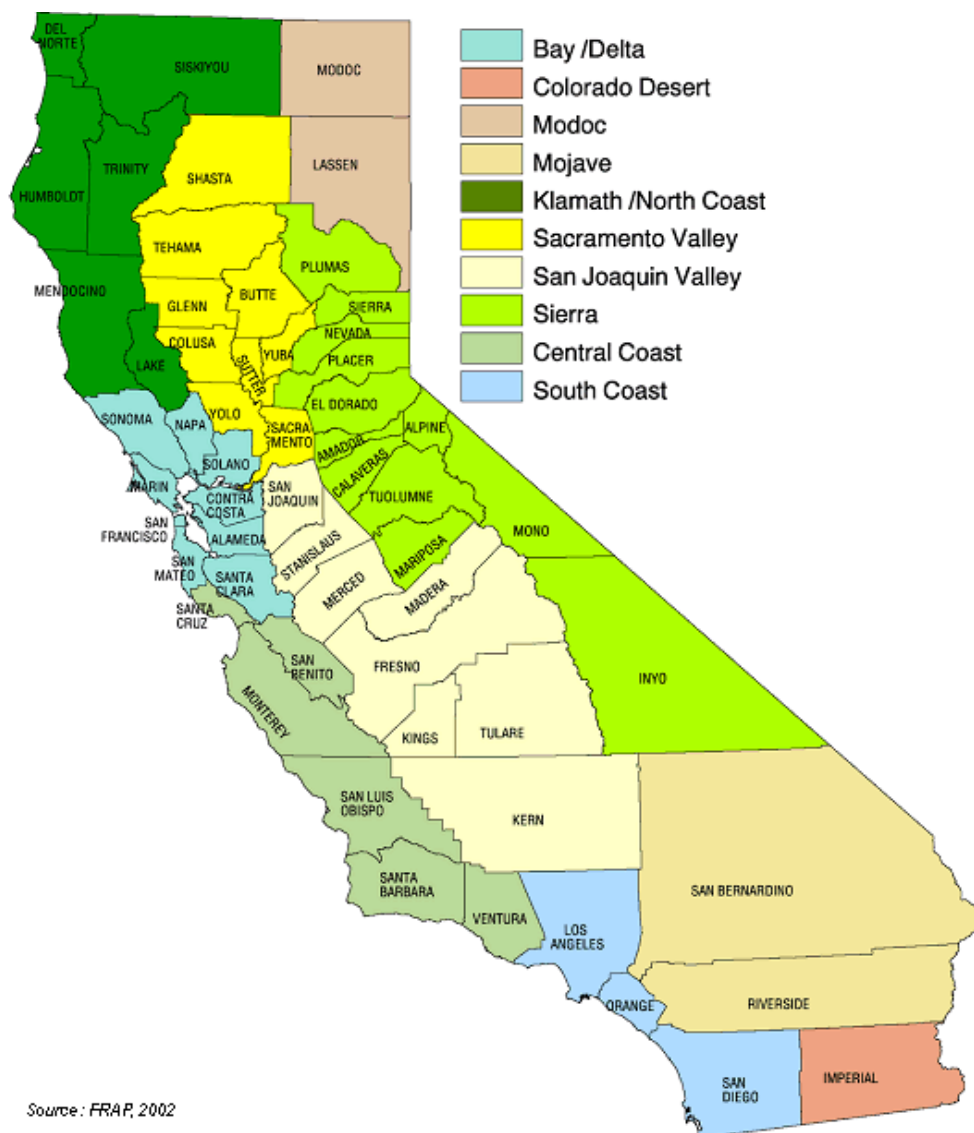 DEL
NORTE
SISKIYOU
MODOC
Bay /Delta
Colorado Desert
Modoc
Mojave
Klamath /North Coast
Sacramento Valley
San Joaquin Valley
Sierra
Central Coast
South Coast
HUMBOLDT
TRINITY
SHASTA
LASSEN
TEHAMA
PLUMAS
MENDOCINO
GLENN
BUTTE
SIERRA
COLUSA
NEVADA
LAKE
SUTTER
YUBA
PLACER
SONOMA
NAPA
YOLO
EL DORADO
SACRA
MENTO
ALPINE
AMADOR
SOLANO
CALAVERAS
MARIN
CONTRA
COSTA
SAN
JOAQUIN
TUOLUMNE
SAN
FRANCISCO
ALAMEDA
STANISLAUS
MONO
SAN
MATEO
SANTA
CLARA
MARIPOSA
SANTA
CRUZ
MERCED
MADERA
SAN
BENITO
FRESNO
INYO
MONTEREY
KINGS
TULARE
SAN LUIS
OBISPO
KERN
SANTA
BARBARA
VENTURA
LOS
ANGELES
SAN BERNARDINO
ORANGE
RIVERSIDE
SAN
DIEGO
IMPERIAL
Source: FRAP, 2002